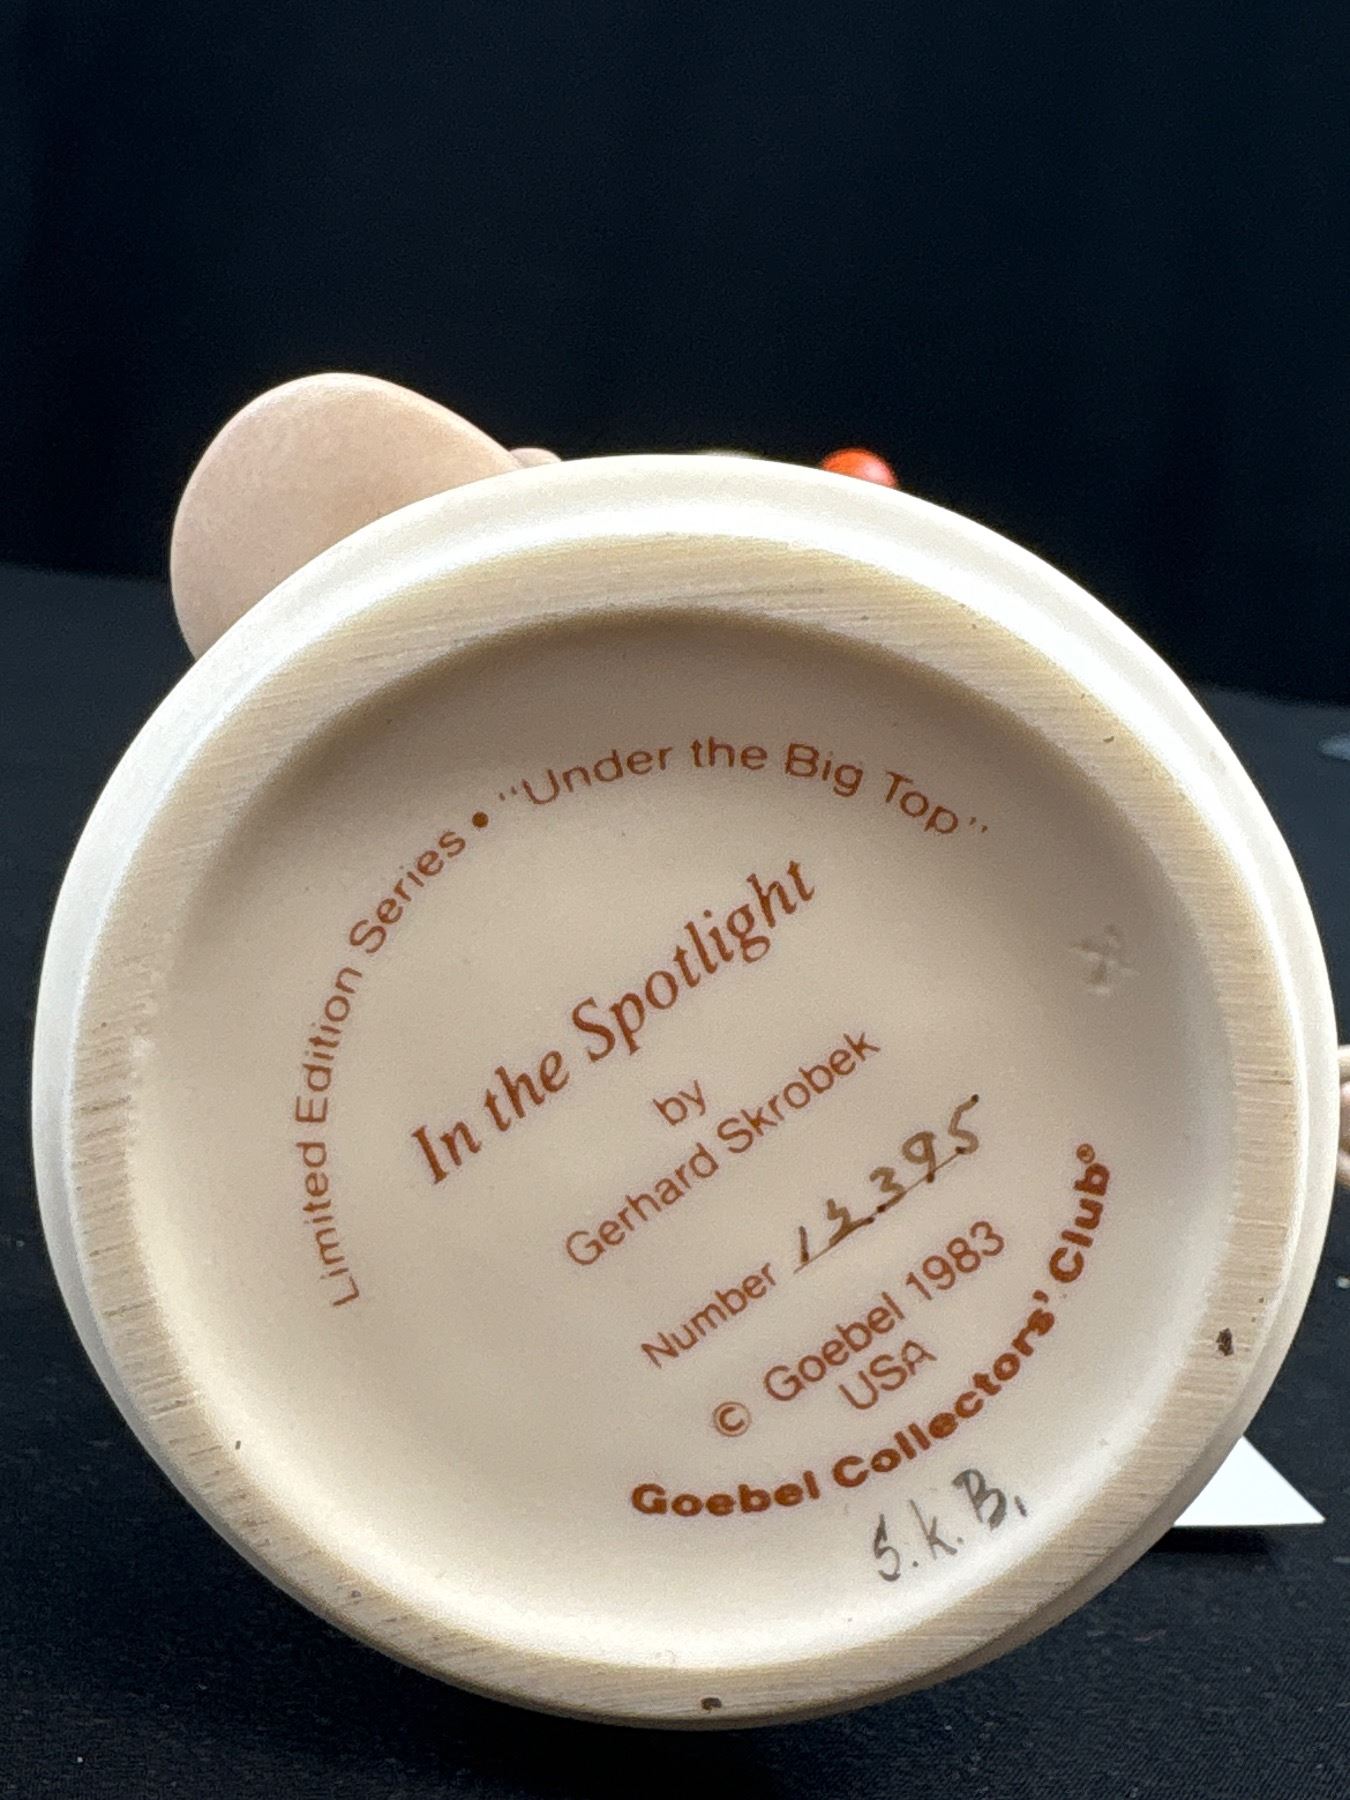 Limited Edition Series • "Under the Big Top"
In the Spotlight
by
Gerhard Skrobek
Number 13395
© Goebel 1983
USA
Goebel Collectors' Club®
S.K.B.